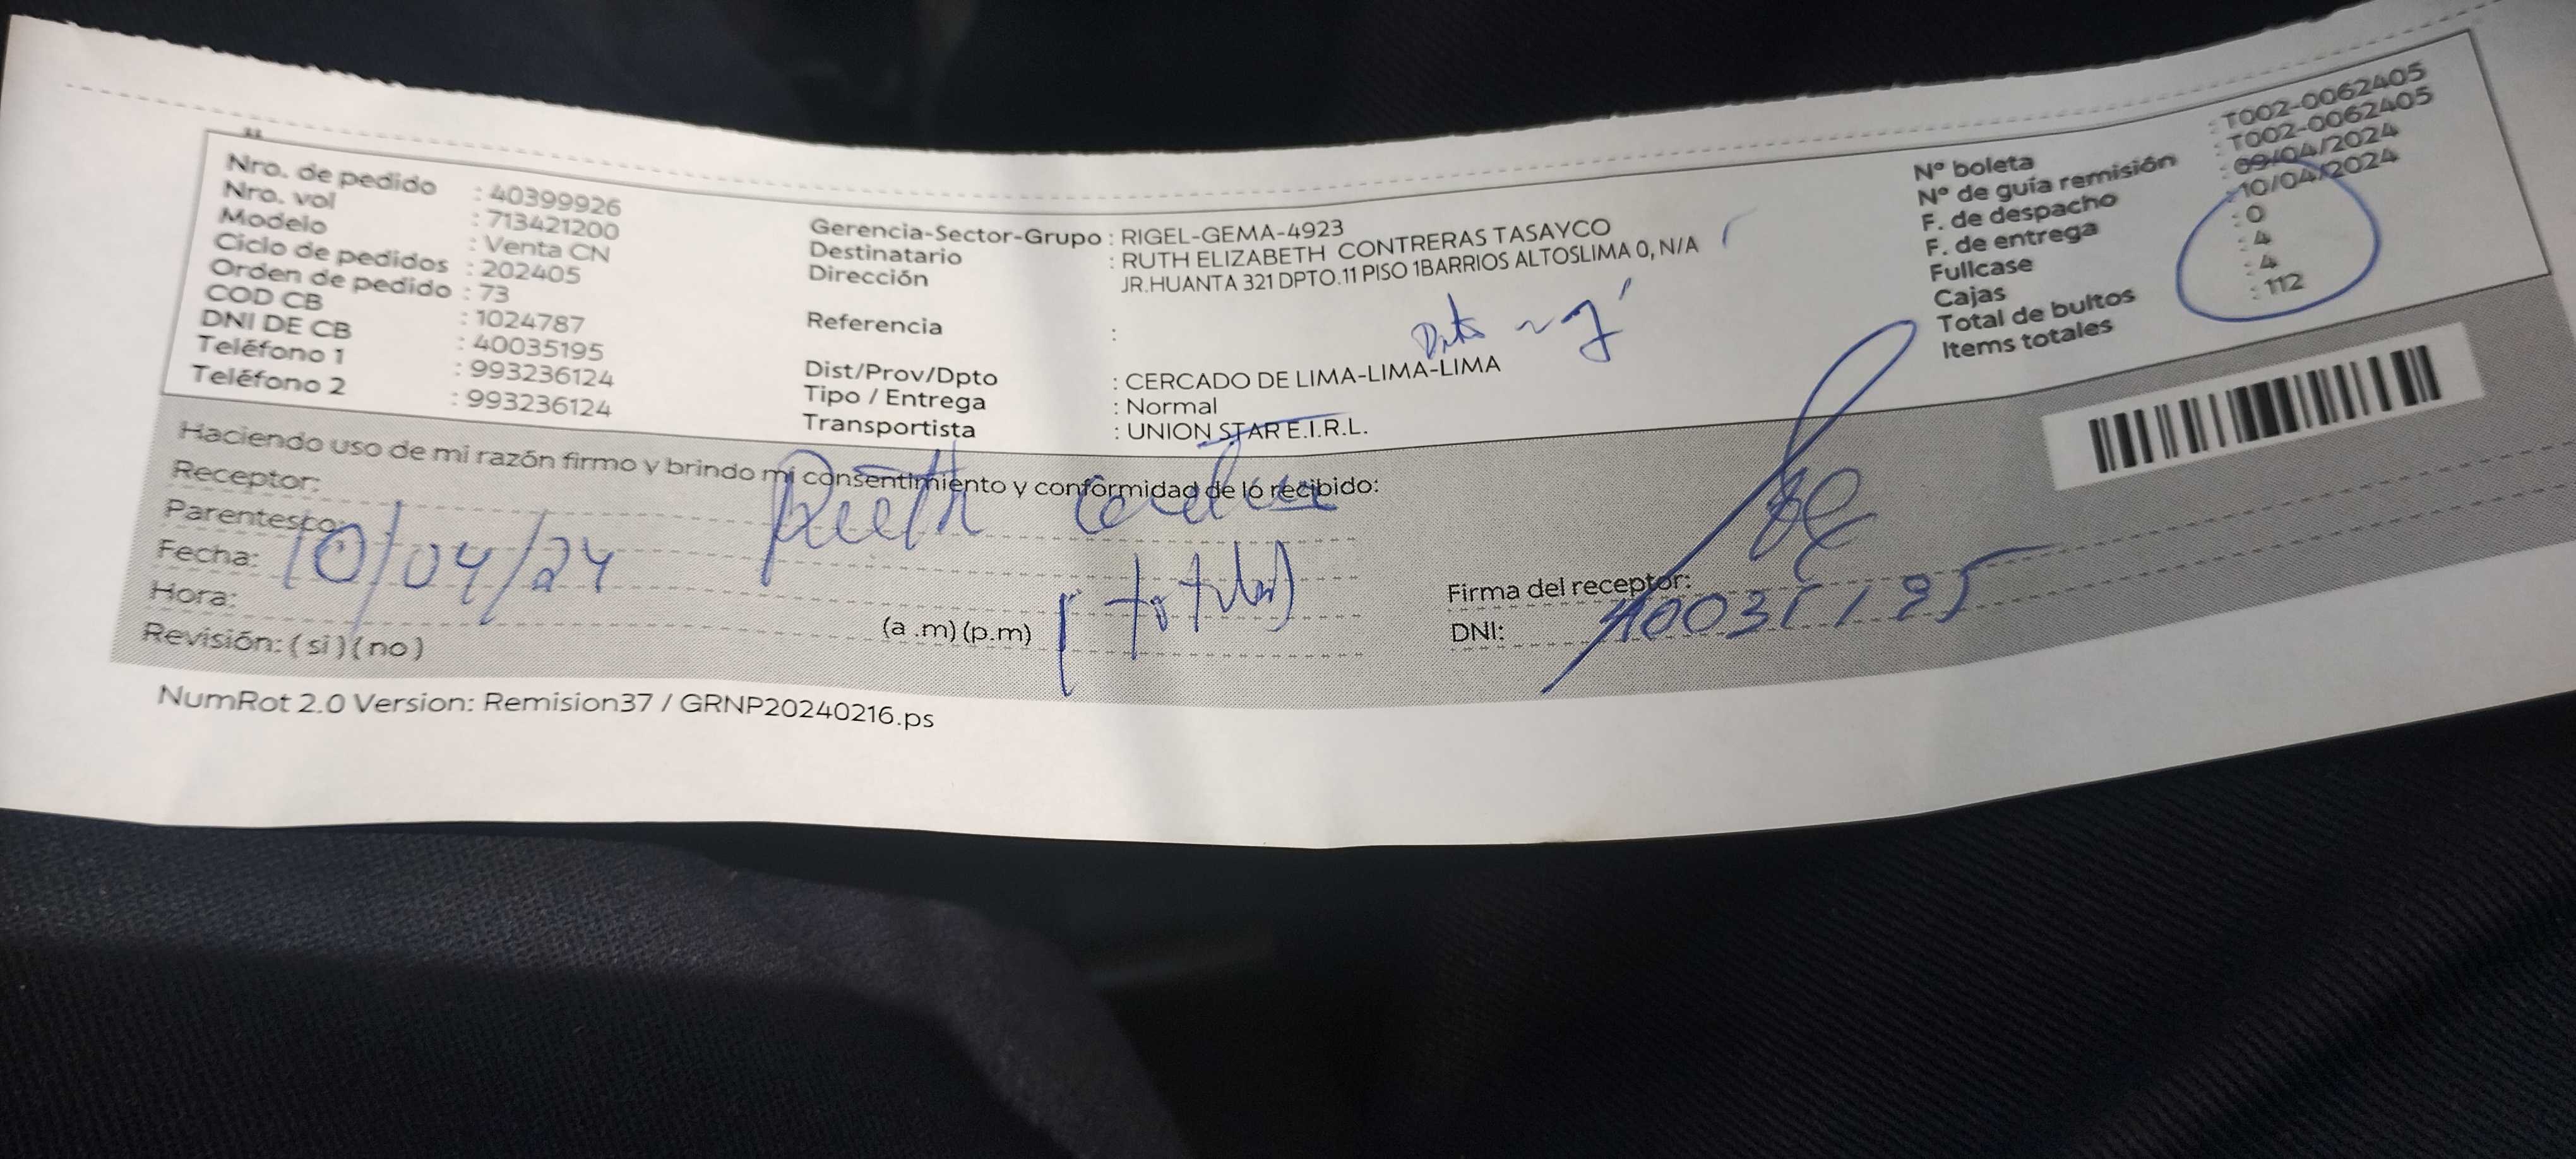 Nro. de pedido : 40399926
Nro. vol : 713421200
Modelo : Venta CN
Ciclo de pedidos : 202405
Orden de pedido : 73
COD CB : 1024787
DNI DE CB : 40035195
Teléfono 1 : 993236124
Teléfono 2 : 993236124
Gerencia-Sector-Grupo : RIGEL-GEMA-4923
Destinatario : RUTH ELIZABETH CONTRERAS TASAYCO
Dirección : JR.HUANTA 321 DPTO.11 PISO 1BARRIOS ALTOSLIMA 0, N/A
Referencia :
Dist/Prov/Dpto : CERCADO DE LIMA-LIMA-LIMA
Tipo / Entrega : Normal
Transportista : UNION STAR E.I.R.L.
Nº boleta : T002-0062405
Nº de guía remisión : T002-0062405
F. de despacho : 09/04/2024
F. de entrega : 10/04/2024
Fullcase : 0
Cajas : 4
Total de bultos : 4
Items totales : 112
Haciendo uso de mi razón firmo y brindo mi consentimiento y conformidad de lo recibido:
Receptor: Ruth
Parentesco: (titular)
Fecha: 10/04/24
Hora: (a .m) (p.m)
Revisión: ( si ) ( no )
Firma del receptor:
DNI: 40035195
NumRot 2.0 Version: Remision37 / GRNP20240216.ps